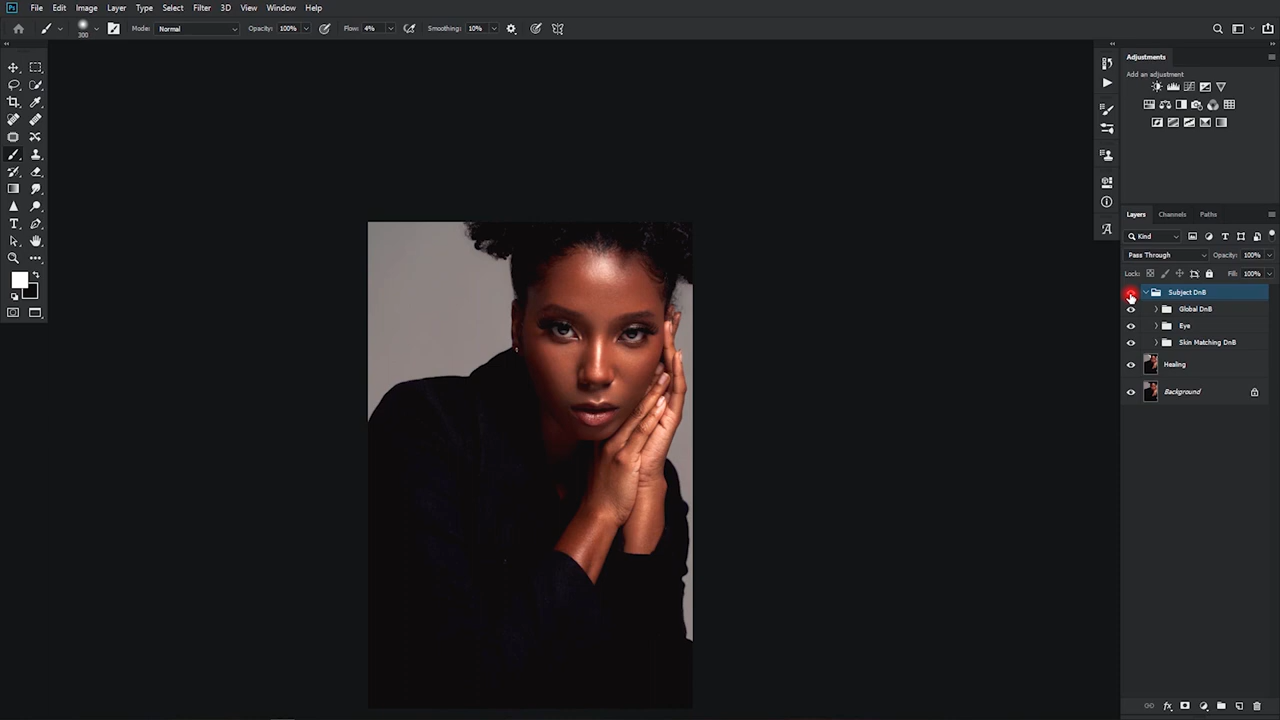 Ps File Edit Image Layer Type Select Filter 3D View Window Help
300 Mode: Normal Opacity: 100% Flow: 4% Smoothing: 10%
Adjustments
Add an adjustment
Layers Channels Paths
Kind
Pass Through Opacity: 100%
Lock: Fill: 100%
Subject DnB
Global DnB
Eye
Skin Matching DnB
Healing
Background